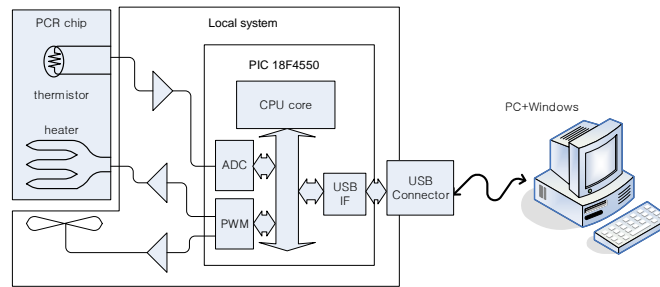 PCR chip
Local system
PIC 18F4550
thermistor
CPU core
PC+Windows
heater
ADC
USB
IF
USB
Connector
PWM